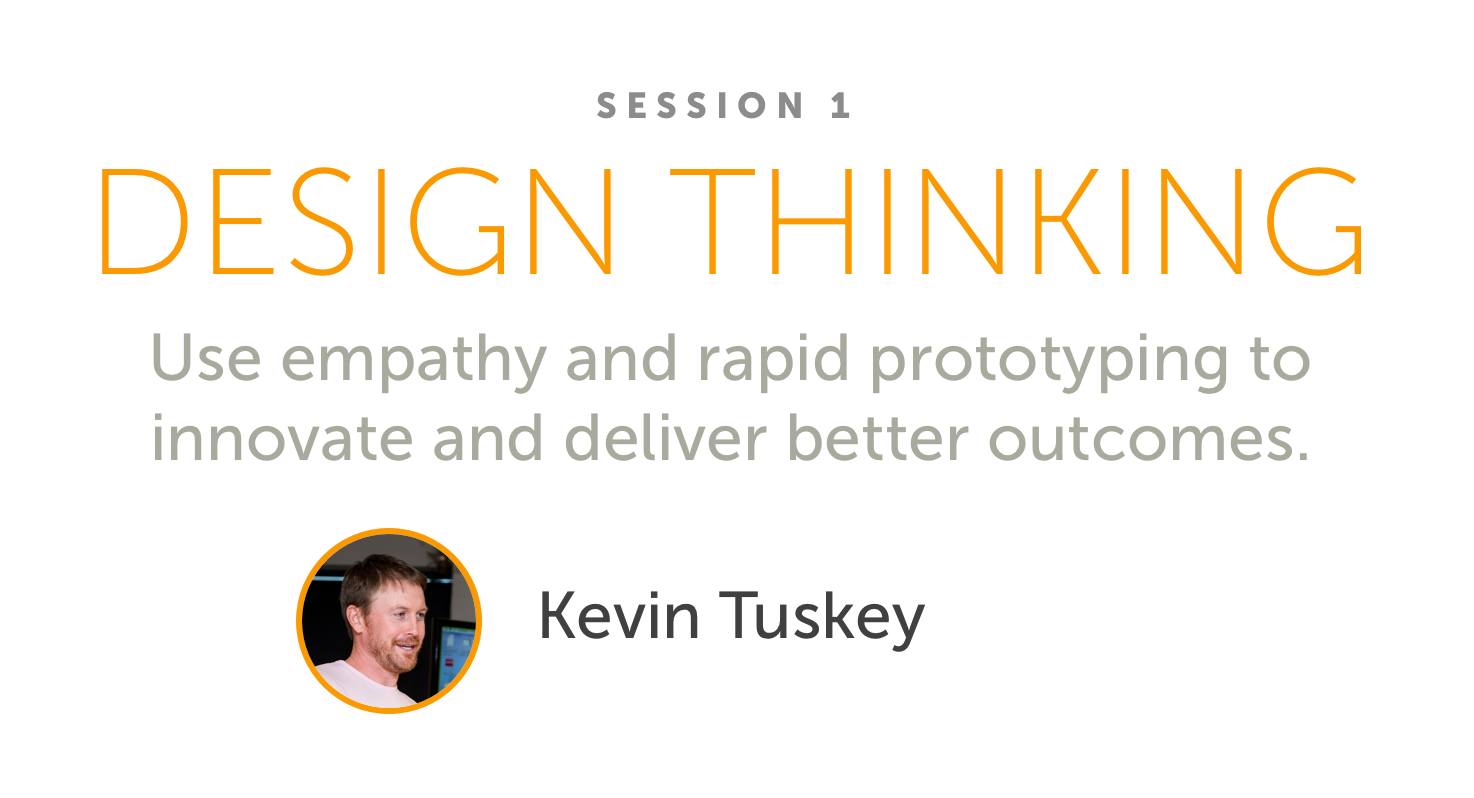 SESSION 1
DESIGN THINKING
Use empathy and rapid prototyping to
innovate and deliver better outcomes.
Kevin Tuskey